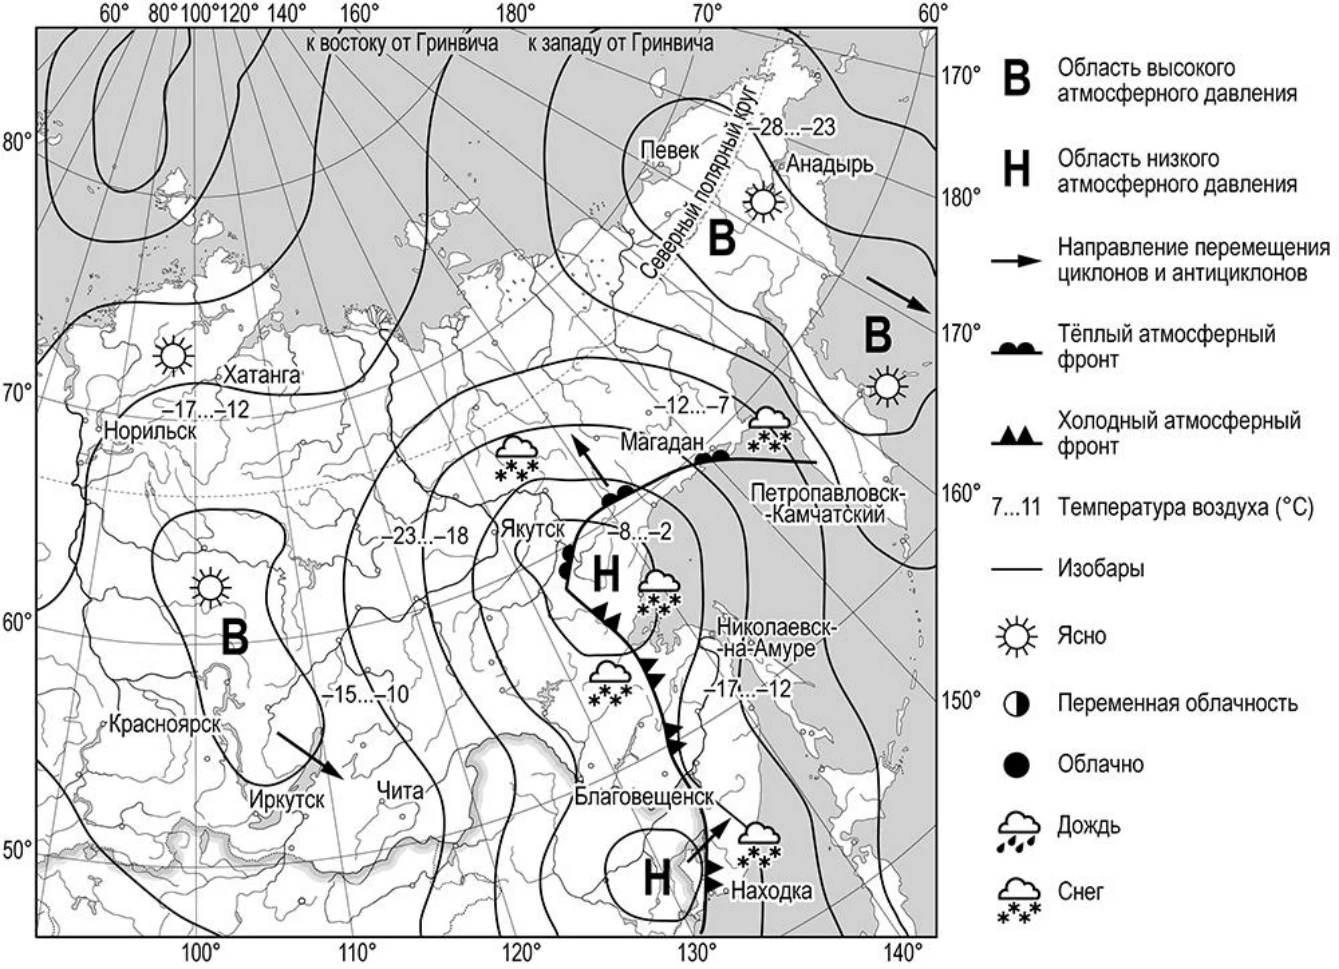 60° 80° 100° 120° 140° 160° 180° 70° 60°
к востоку от Гринвича к западу от Гринвича
170°
80°
180°
170°
70°
160°
60°
150°
50°
100° 110° 120° 130° 140°
Северный полярный круг
–28...–23
Певек
Анадырь
В
В
Хатанга
–17...–12
Норильск
–12...–7
Магадан
Петропавловск-
-Камчатский
Якутск
–23...–18
–8...–2
Н
Николаевск-
-на-Амуре
В
–15...–10
–17...–12
Красноярск
Иркутск
Чита
Благовещенск
Н
Находка
В
Область высокого
атмосферного давления
Н
Область низкого
атмосферного давления
Направление перемещения
циклонов и антициклонов
Тёплый атмосферный
фронт
Холодный атмосферный
фронт
7...11 Температура воздуха (°C)
Изобары
Ясно
Переменная облачность
Облачно
Дождь
Снег